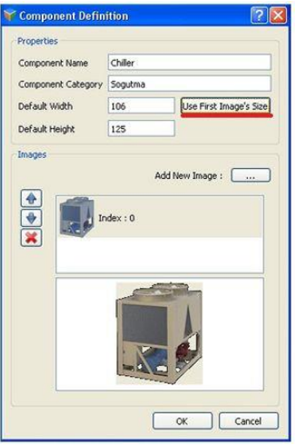 Component Definition
Properties
Component Name Chiller
Component Category Sogutma
Default Width 106 Use First Image's Size
Default Height 125
Images
Add New Image : ...
Index : 0
OK Cancel